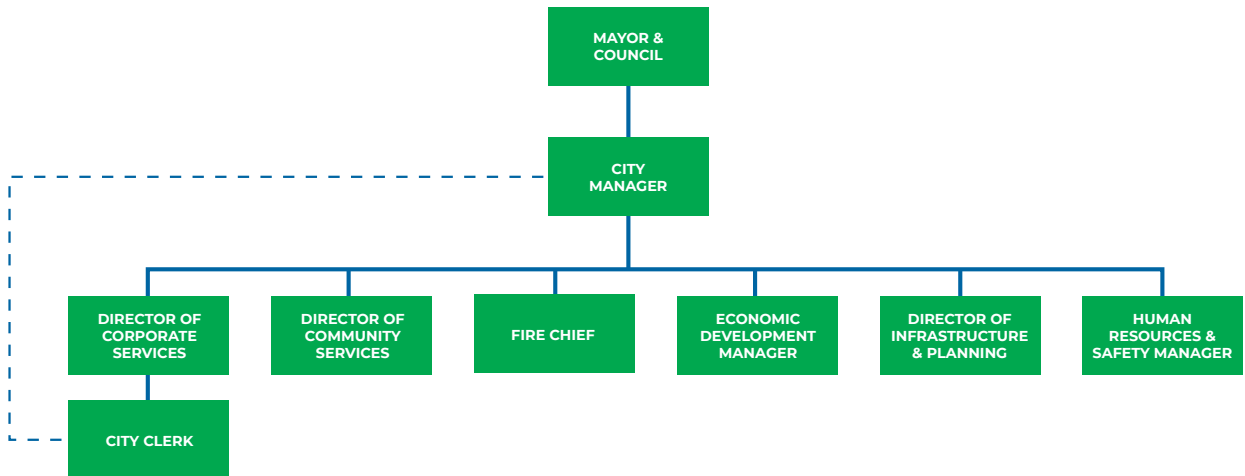 MAYOR &
COUNCIL
CITY
MANAGER
DIRECTOR OF
CORPORATE
SERVICES
DIRECTOR OF
COMMUNITY
SERVICES
FIRE CHIEF
ECONOMIC
DEVELOPMENT
MANAGER
DIRECTOR OF
INFRASTRUCTURE
& PLANNING
HUMAN
RESOURCES &
SAFETY MANAGER
CITY CLERK